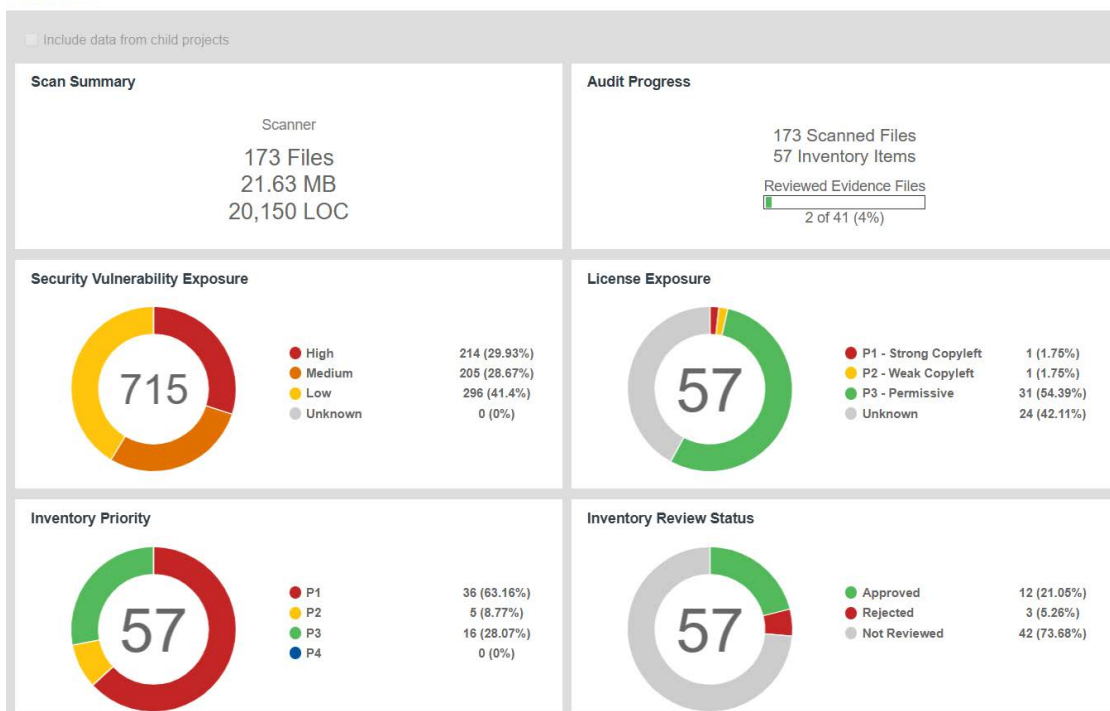 Include data from child projects
Scan Summary
Scanner
173 Files
21.63 MB
20,150 LOC
Audit Progress
173 Scanned Files
57 Inventory Items
Reviewed Evidence Files
2 of 41 (4%)
Security Vulnerability Exposure
715
High 214 (29.93%)
Medium 205 (28.67%)
Low 296 (41.4%)
Unknown 0 (0%)
License Exposure
57
P1 - Strong Copyleft 1 (1.75%)
P2 - Weak Copyleft 1 (1.75%)
P3 - Permissive 31 (54.39%)
Unknown 24 (42.11%)
Inventory Priority
57
P1 36 (63.16%)
P2 5 (8.77%)
P3 16 (28.07%)
P4 0 (0%)
Inventory Review Status
57
Approved 12 (21.05%)
Rejected 3 (5.26%)
Not Reviewed 42 (73.68%)